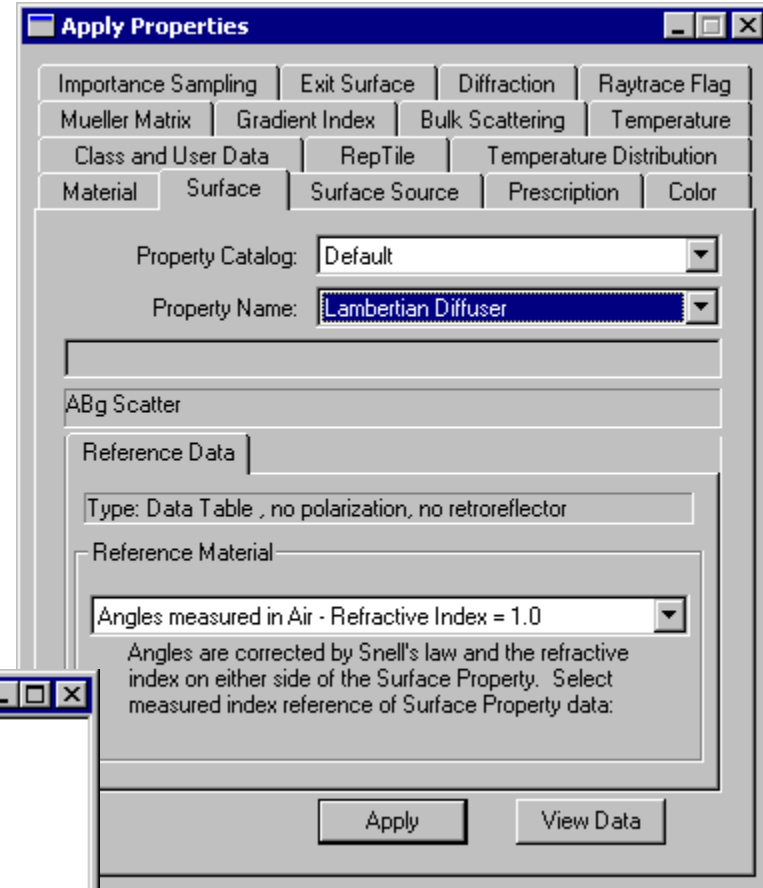 Apply Properties
Importance Sampling Exit Surface Diffraction Raytrace Flag
Mueller Matrix Gradient Index Bulk Scattering Temperature
Class and User Data RepTile Temperature Distribution
Material Surface Surface Source Prescription Color
Property Catalog: Default
Property Name: Lambertian Diffuser
ABg Scatter
Reference Data
Type: Data Table , no polarization, no retroreflector
Reference Material
Angles measured in Air - Refractive Index = 1.0
Angles are corrected by Snell's law and the refractive
index on either side of the Surface Property. Select
measured index reference of Surface Property data:
Apply View Data